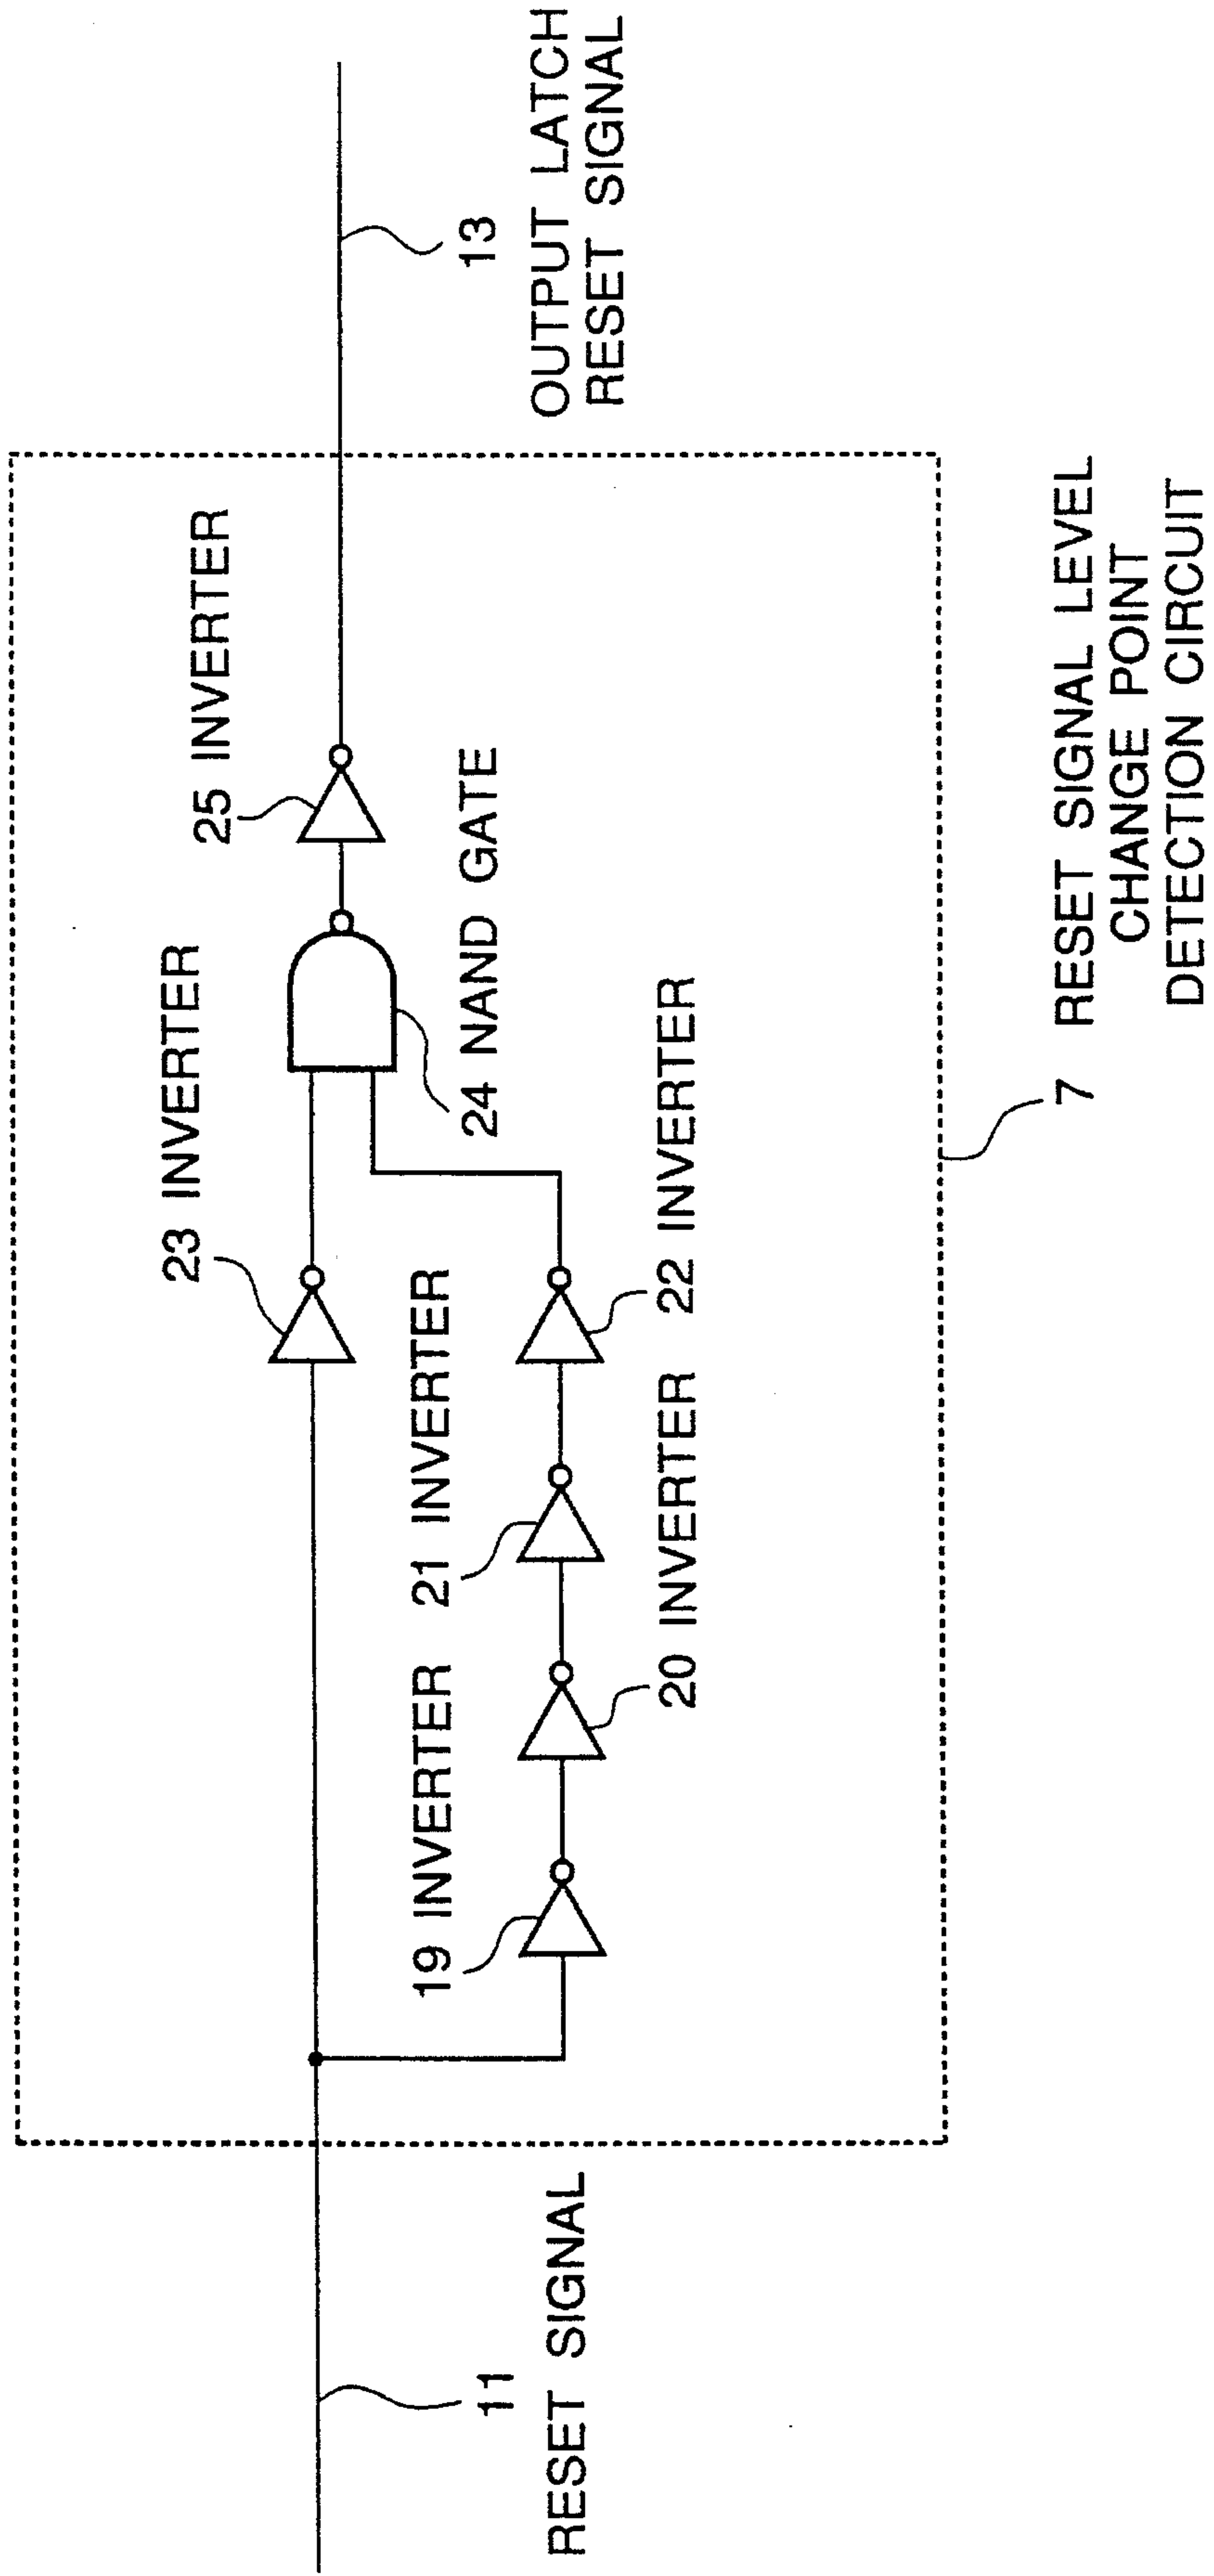 23 INVERTER
25 INVERTER
19 INVERTER
21 INVERTER
24 NAND GATE
13
11
OUTPUT LATCH
RESET SIGNAL
RESET SIGNAL
20 INVERTER
22 INVERTER
7 RESET SIGNAL LEVEL
CHANGE POINT
DETECTION CIRCUIT